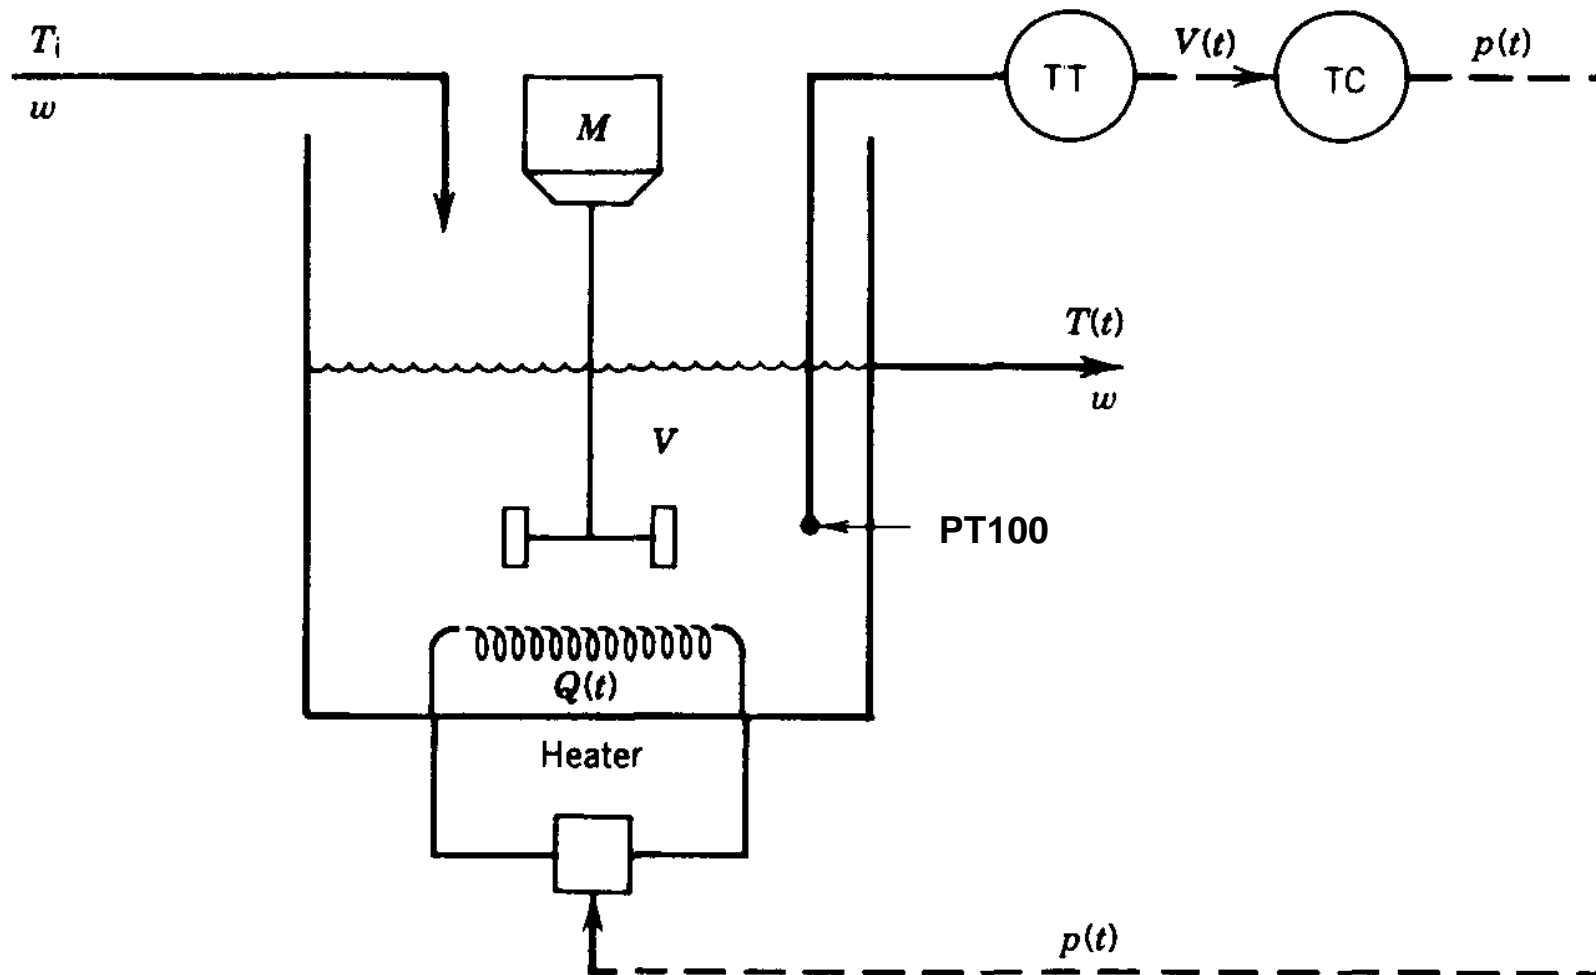 Ti
w
M
TT
V(t)
TC
p(t)
T(t)
w
V
PT100
Q(t)
Heater
p(t)